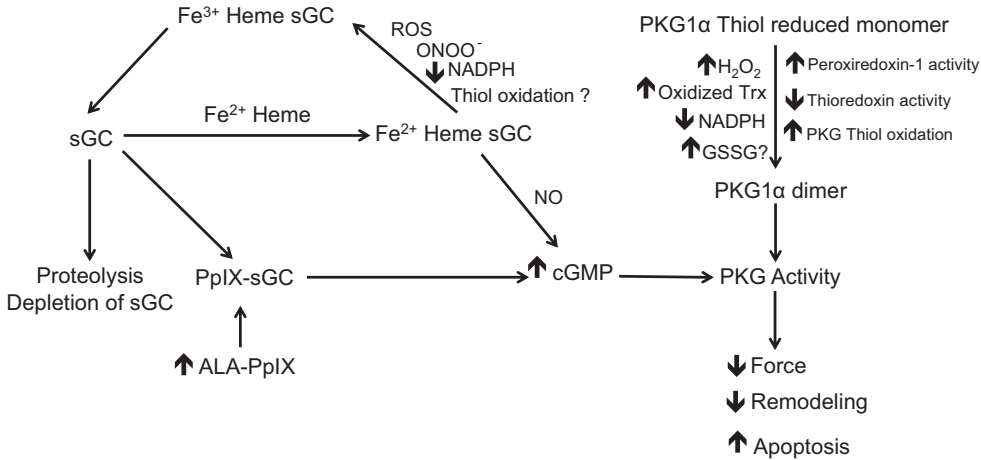 Fe³⁺ Heme sGC
ROS
ONOO⁻
NADPH
Thiol oxidation ?
sGC
Fe²⁺ Heme
Fe²⁺ Heme sGC
NO
Proteolysis
Depletion of sGC
PpIX-sGC
cGMP
ALA-PpIX
PKG1α Thiol reduced monomer
H₂O₂
Oxidized Trx
NADPH
GSSG?
Peroxiredoxin-1 activity
Thioredoxin activity
PKG Thiol oxidation
PKG1α dimer
PKG Activity
Force
Remodeling
Apoptosis